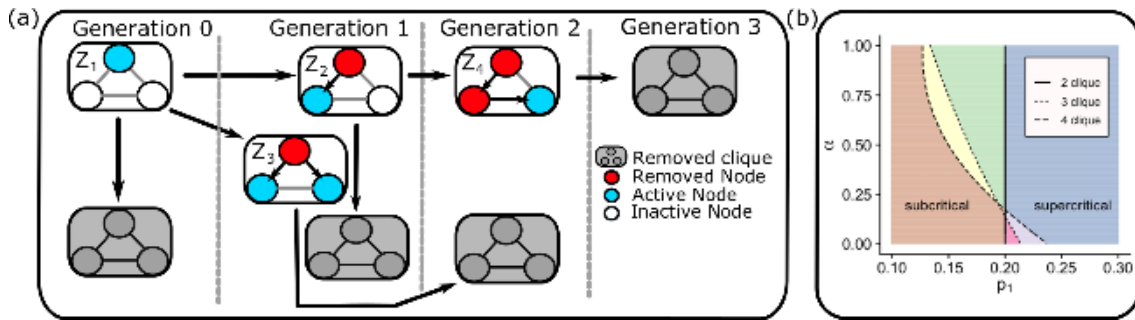 (a)
Generation 0
Generation 1
Generation 2
Generation 3
Z1
Z2
Z4
Z3
Removed clique
Removed Node
Active Node
Inactive Node
(b)
1.00
0.75
0.50
0.25
0.00
α
2 clique
3 clique
4 clique
subcritical
supercritical
0.10
0.15
0.20
0.25
0.30
p1